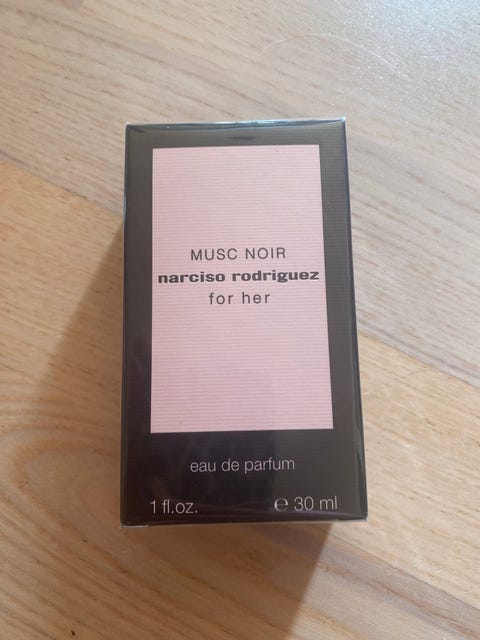 MUSC NOIR
narciso rodriguez
for her
eau de parfum
1 fl.oz. ℮ 30 ml